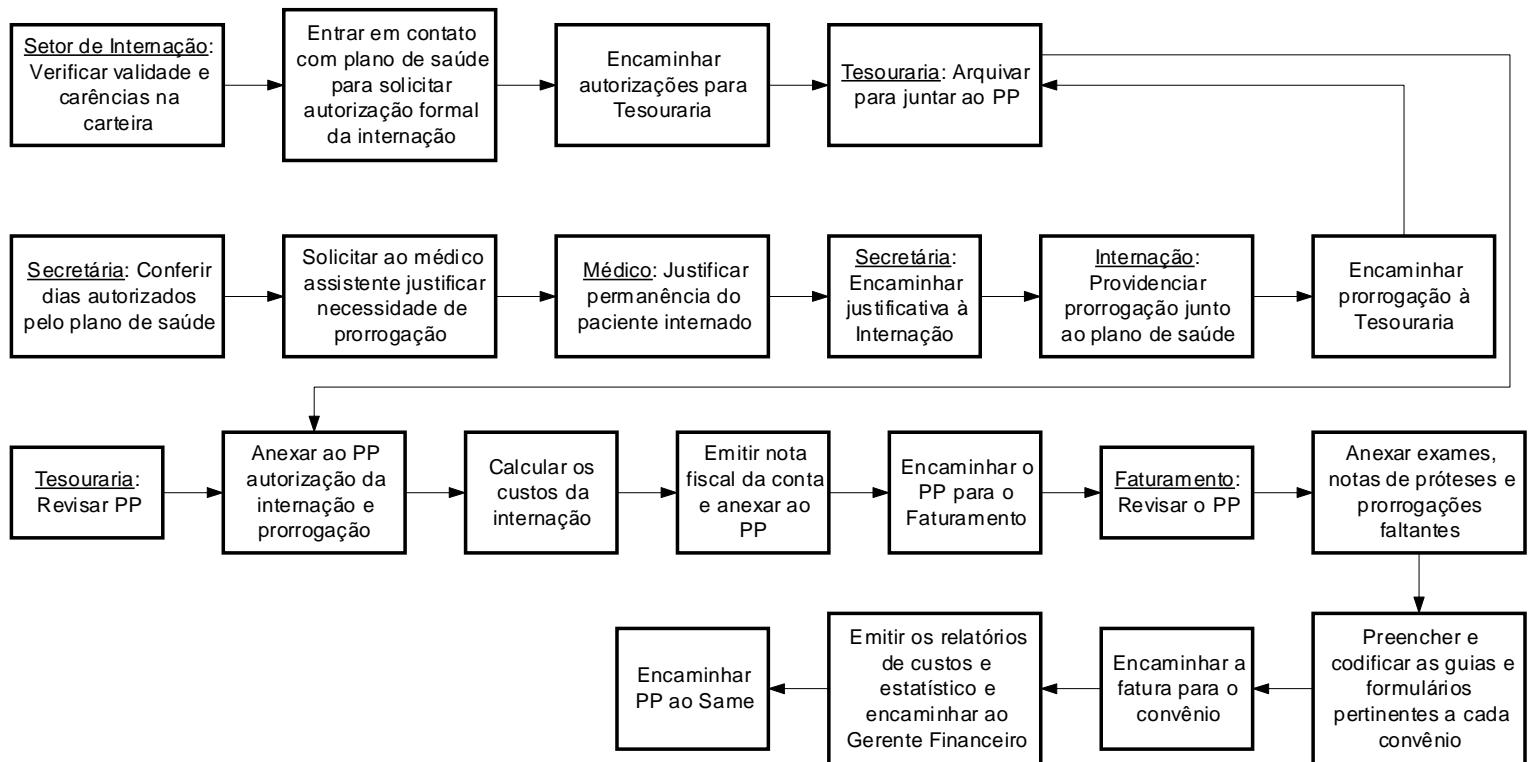 Setor de Internação:
Verificar validade e
carências na
carteira
Entrar em contato
com plano de saúde
para solicitar
autorização formal
da internação
Encaminhar
autorizações para
Tesouraria
Tesouraria: Arquivar
para juntar ao PP
Secretária: Conferir
dias autorizados
pelo plano de saúde
Solicitar ao médico
assistente justificar
necessidade de
prorrogação
Médico: Justificar
permanência do
paciente internado
Secretária:
Encaminhar
justificativa à
Internação
Internação:
Providenciar
prorrogação junto
ao plano de saúde
Encaminhar
prorrogação à
Tesouraria
Tesouraria:
Revisar PP
Anexar ao PP
autorização da
internação e
prorrogação
Calcular os
custos da
internação
Emitir nota
fiscal da conta
e anexar ao
PP
Encaminhar o
PP para o
Faturamento
Faturamento:
Revisar o PP
Anexar exames,
notas de próteses e
prorrogações
faltantes
Preencher e
codificar as guias e
formulários
pertinentes a cada
convênio
Encaminhar a
fatura para o
convênio
Emitir os relatórios
de custos e
estatístico e
encaminhar ao
Gerente Financeiro
Encaminhar
PP ao Same